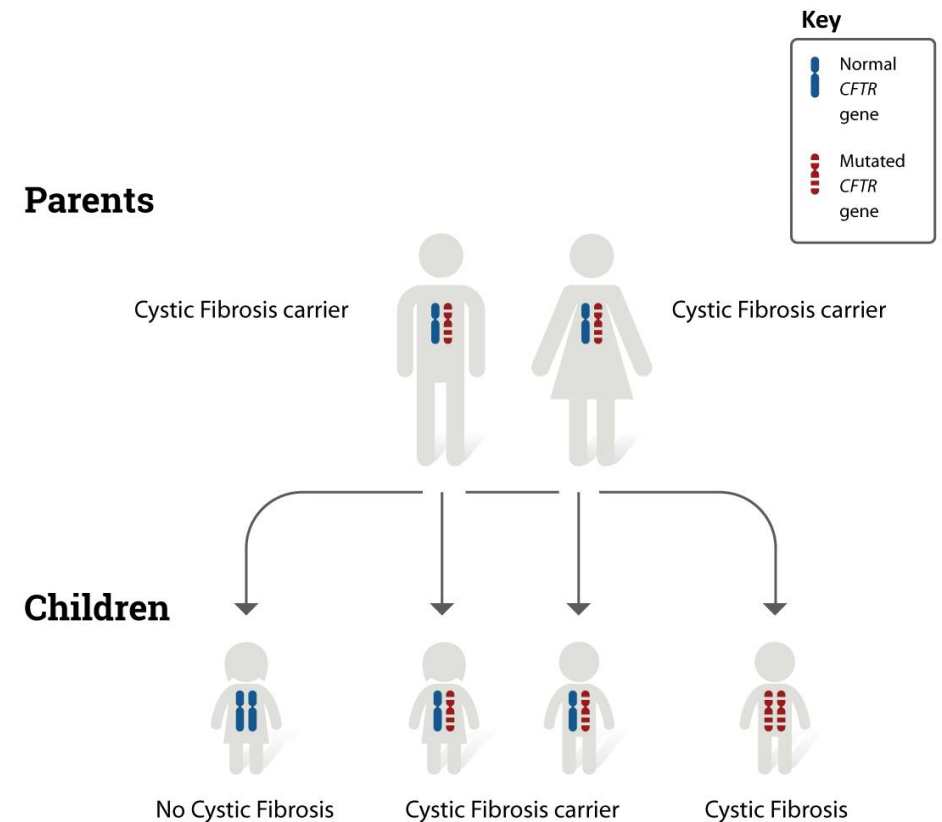 Key
Normal
CFTR
gene
Mutated
CFTR
gene
Parents
Cystic Fibrosis carrier
Cystic Fibrosis carrier
Children
No Cystic Fibrosis
Cystic Fibrosis carrier
Cystic Fibrosis